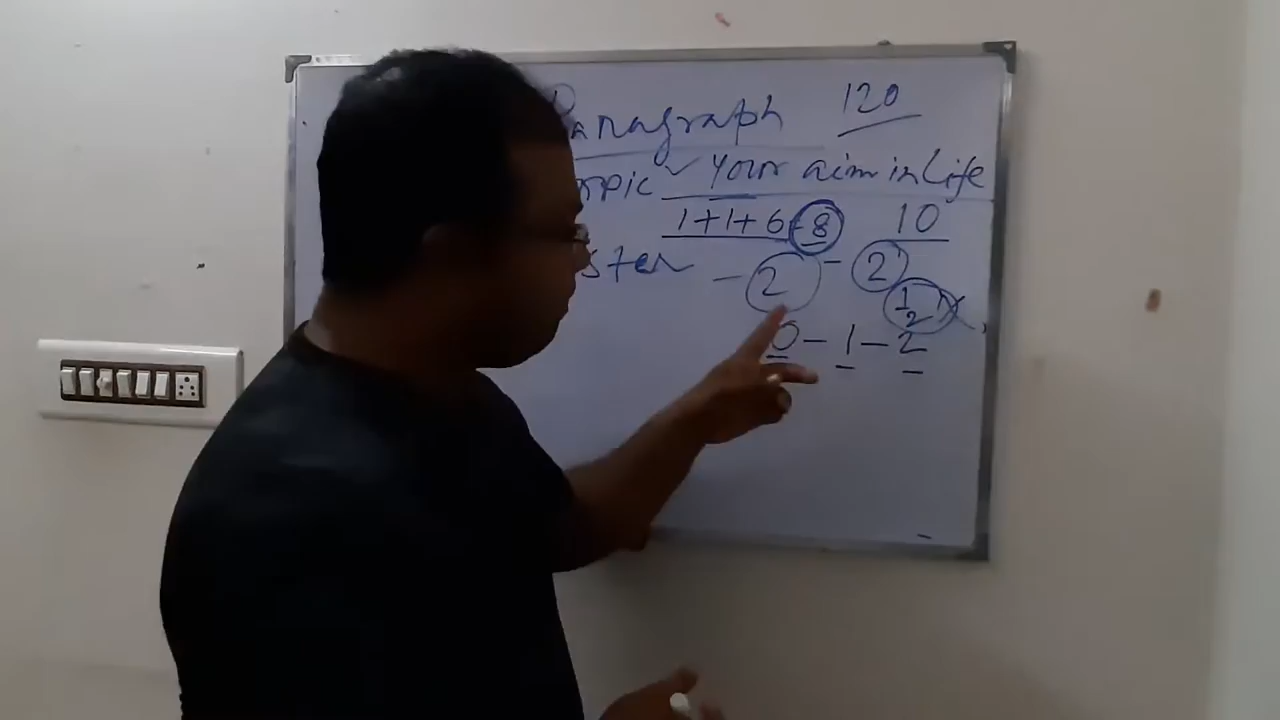 Paragraph 120
Topic - Your aim in Life
1+1+6-8 10
- 2 - 2
1/2
0 - 1 - 2